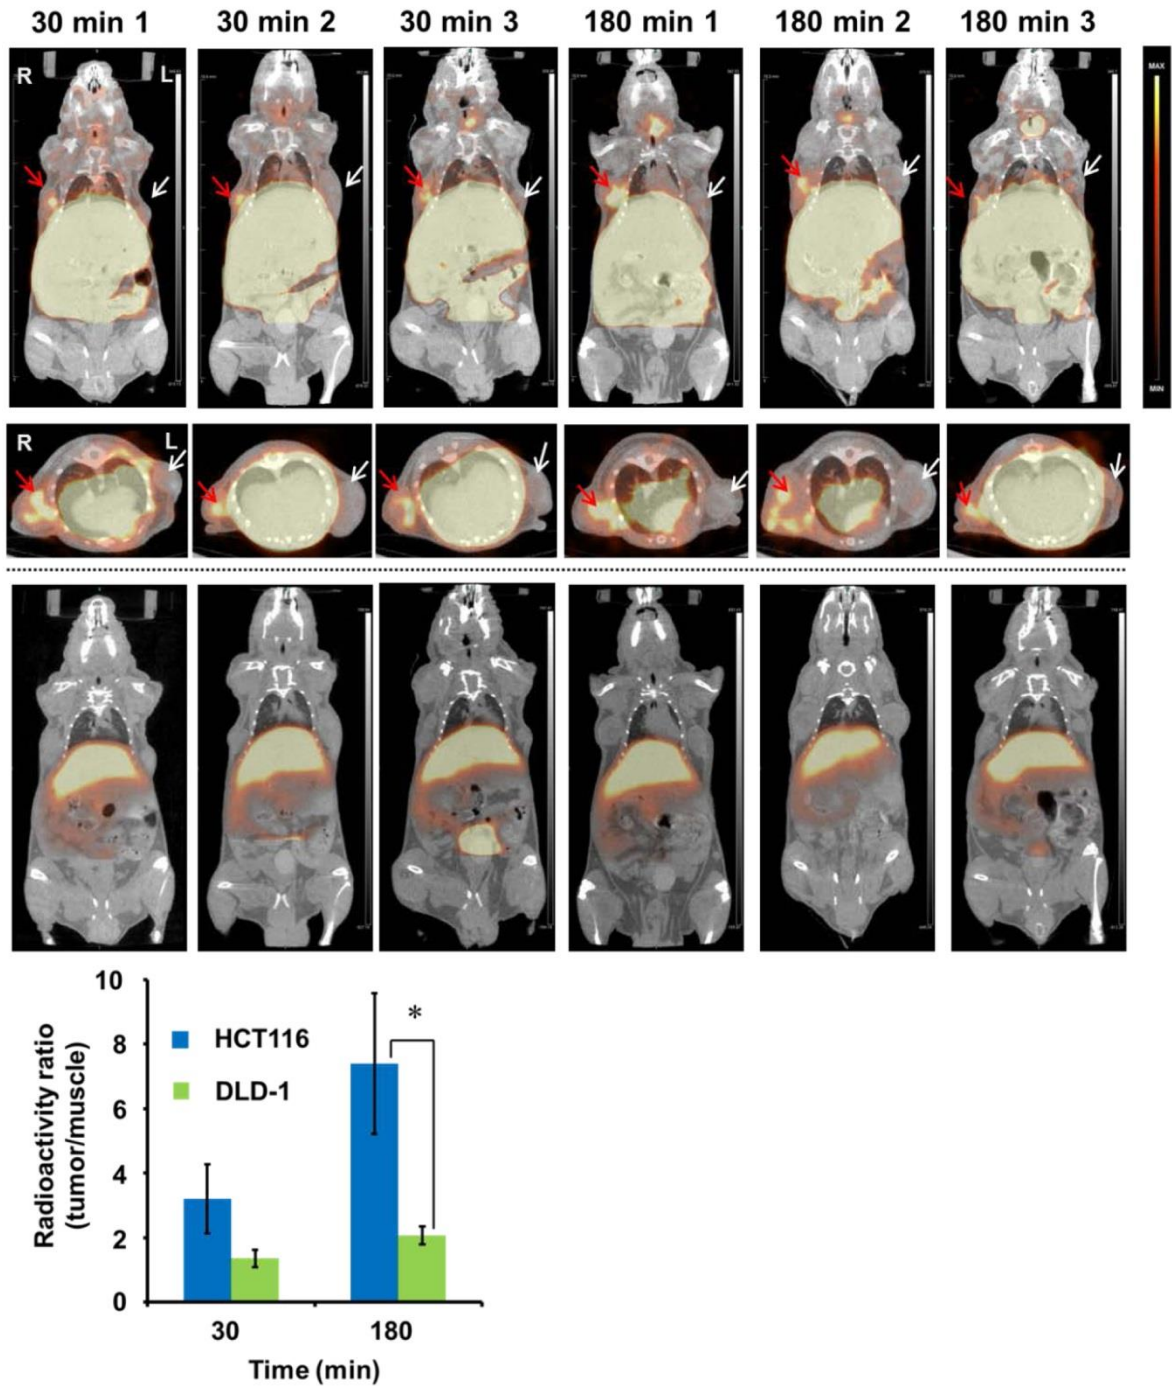 30 min 1 30 min 2 30 min 3 180 min 1 180 min 2 180 min 3
R L
MAX
MIN
R L
10
8
6
4
2
0
*
HCT116
DLD-1
Radioactivity ratio
(tumor/muscle)
30 180
Time (min)